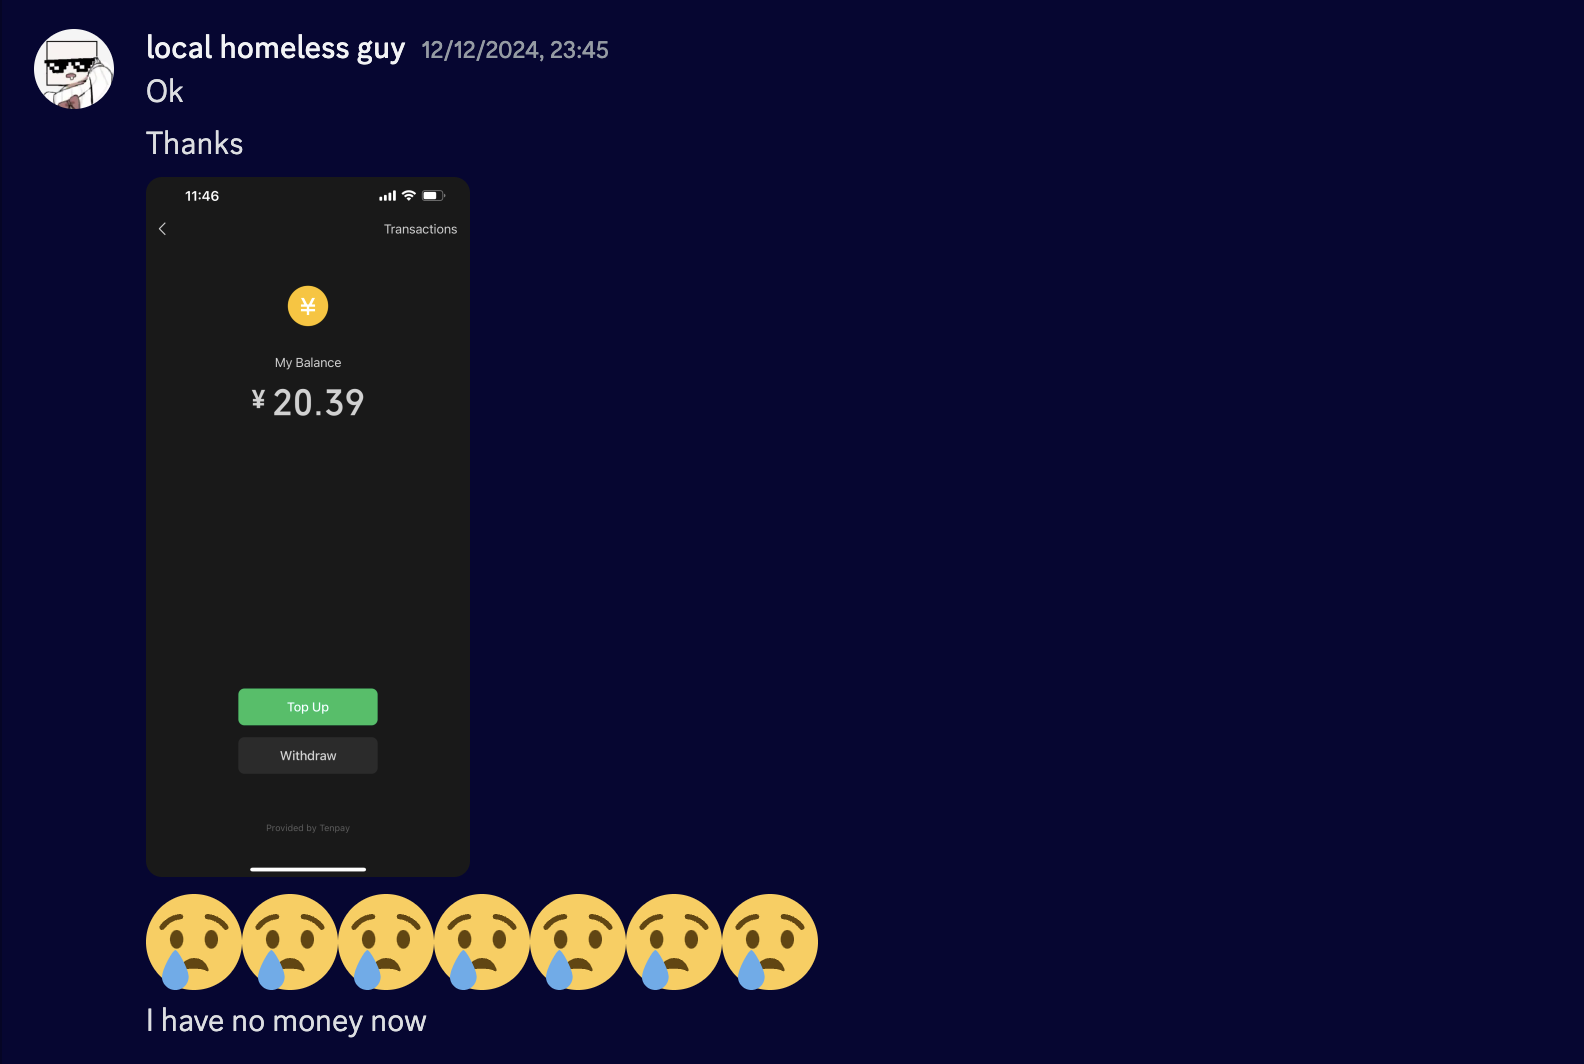 local homeless guy 12/12/2024, 23:45
Ok
Thanks
11:46
Transactions
¥
My Balance
¥ 20.39
Top Up
Withdraw
Provided by Tenpay
😢😢😢😢😢😢😢
I have no money now